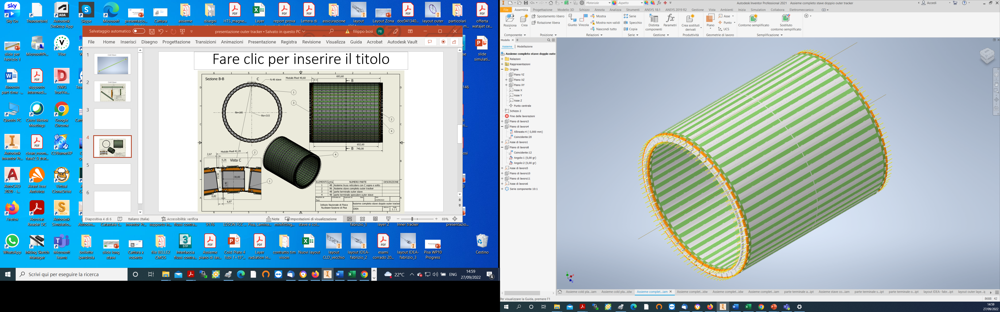 Sky Go
Thunderbird
Autodesk
Desktop App
Skype
Microsoft
presentazio...
Cattura
assieme
disegni
HTS_magne...
Layer
report prova
Lettera di
assicurazione
layout
Layout Zona
doc041340...
layout outer
particolari
offerta
watajet ce...
Salvataggio automatico
presentazione outer tracker • Salvato in questo PC
filippo bosi
FB
File Home Inserisci Disegno Progettazione Transizioni Animazioni Presentazione Registra Revisione Visualizza Guida Acrobat Autodesk Vault
slide per
Fabrizio 1
MicrosoftPr...
Vibe
slide
simulati...
Rinnovo
part-time -...
supporto
intermedi...
DWG
TrueVie...
Questo PC
Cisco Webex
Meetings
Google
Chrome
Autodesk
Inventor Pr...
clean_room...
fase2_9_trat...
CDBurnerXP
AutoCAD
2020 - I...
Avast Free
Antivirus
Virtual
CloneDrive
Firefox
Acrobat
Reader DC
Autodesk
Simulatio...
1
Cold Stave
2
Cold Stave
3
4
5
6
Fare clic per inserire il titolo
Sezione B-B
C
N.48 stave
Modulo Pixel 40,60
693,60
B
Ri=185
Re=315
652,60
B
740,00
Modulo Pixel 42,20
2,67
0,26
Vista C
23,50
30,00
1,46
0,82
6,87
ELEMENTO QTÀ NUMERO PARTE DESCRIZIONE
1 48 Assieme truss reticolare con C sopra e sotto
2 96 Assieme stave completo outer tracker
3 48 parte terminale outer stave
4 48 parte terminale speculare outer stave
23/09/2022
Istituto Nazionale di Fisica
Nucleare-Sezione di Pisa
Assieme completo stave doppio outer tracker
IDEA
1 / 1
Diapositiva 4 di 6
Italiano (Italia)
Accessibilità: verifica
Note
Impostazioni di visualizzazione
69%
Autodes...
Catastale t...
Inventor Pr...
supporto in...
flussi contra...
9176
LOSON FCC ...
Pisa, Lamina...
minifitting...
stave e col...
fabrizio_1
layer 2
Inner tracker
presentazio...
WhatsApp
Inkling Sketch
Manager
Microsoft
Teams
bollette
iperdrola
slide long
stave
Cattura x
roberto
file BELLE2
CMOS
Interfaccia
flussi contra...
Assieme
piano di lav...
Cold Plate 4
Tubi T=15°...
Layer
radiation le...
contratto tim
vision
Nuovi layout
layout
CLD_vecchio
layout IDEA-
fabrizio_2
esami
corrado 20...
layout IDEA-
fabrizio_3
Pisa WP10
Progress
Cestino
Scrivi qui per eseguire la ricerca
22°C
ENG
14:59
27/09/2022
4
Materiale
Aspetto
Autodesk Inventor Professional 2021 Assieme completo stave doppio outer tracker
Accedi
File Assembla Progettazione Modello 3D Schizzo Annota Analizza Strumenti ANSYS 18.1 ANSYS 2019 R2 Gestione Vista Ambienti Inizia Simulation Collabora Elettromeccanico
Posiziona
Crea
Spostamento libero
Rotazione libera
Giunto
Vincola
Mostra
Mostra non validi
Nascondi tutto
Serie
Specchio
Copia
Distinta
componenti
Parametri
Crea sostituti
derivati
Piano
Asse
Punto
UCS
Contorno semplificato
Sostituto
contorno semplificato
Componente Posizione Relazioni Serie Gestione Produttività Geometrie di lavoro Semplificazione
Modello
Assieme Modellazione
Assieme completo stave doppio oute
Relazioni
Rappresentazioni
Origine
Piano YZ
Piano XZ
Piano XY
Asse X
Asse Y
Asse Z
Punto centrale
Schizzo 2
Fine delle lavorazioni
Piano di lavoro3
Piano di lavoro4
Allineato:4 (-3,000 mm)
Coincidente:20
Asse di lavoro1
Piano di lavoro8
Coincidente:12
Angolo:1 (0,00 gr)
Angolo:2 (0,00 gr)
Asse di lavoro5
Piano di lavoro10
Piano di lavoro11
Asse di lavoro6
Serie componente 10:1
Assieme cold pla...iam
Assieme cold pla...idw
Assieme complet...iam
Assieme complet...idw
Assieme complet...idw
Assieme complet...iam
parte terminale a...ipt
Assieme stave co...iam
parte terminale s...ipt
parte terminale o...ipt
layout IDEA- fabr...ipt
layout outer laye...ip
Per visualizzare la Guida, premere F1
8688 42
14:59
27/09/2022